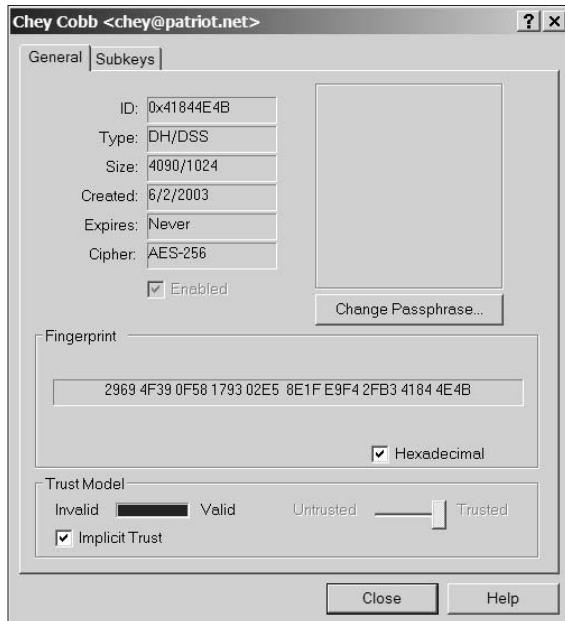 Chey Cobb <chey@patriot.net> ? ×
General Subkeys
ID: 0x41844E4B
Type: DH/DSS
Size: 4090/1024
Created: 6/2/2003
Expires: Never
Cipher: AES-256
Enabled
Change Passphrase...
Fingerprint
2969 4F39 0F58 1793 02E5 8E1F E9F4 2FB3 4184 4E4B
Hexadecimal
Trust Model
Invalid Valid Untrusted Trusted
Implicit Trust
Close Help